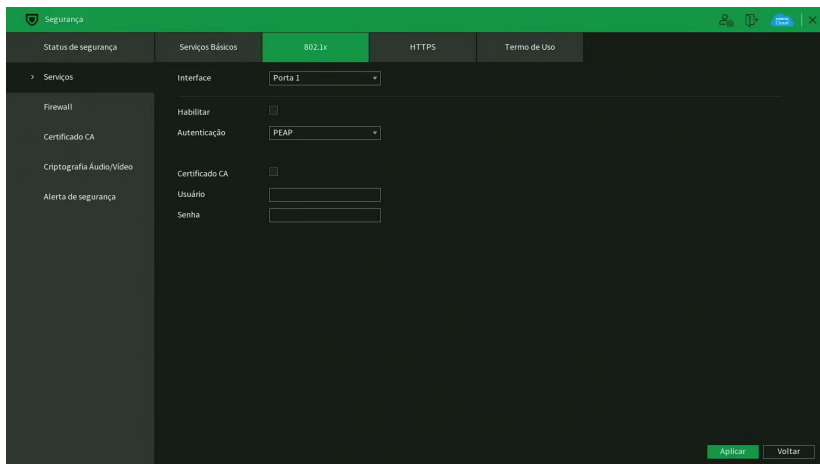 Segurança
Cloud
Status de segurança
Serviços Básicos
802.1x
HTTPS
Termo de Uso
Serviços
Interface
Porta 1
Firewall
Habilitar
Certificado CA
Autenticação
PEAP
Criptografia Áudio/Vídeo
Certificado CA
Alerta de segurança
Usuário
Senha
Aplicar
Voltar